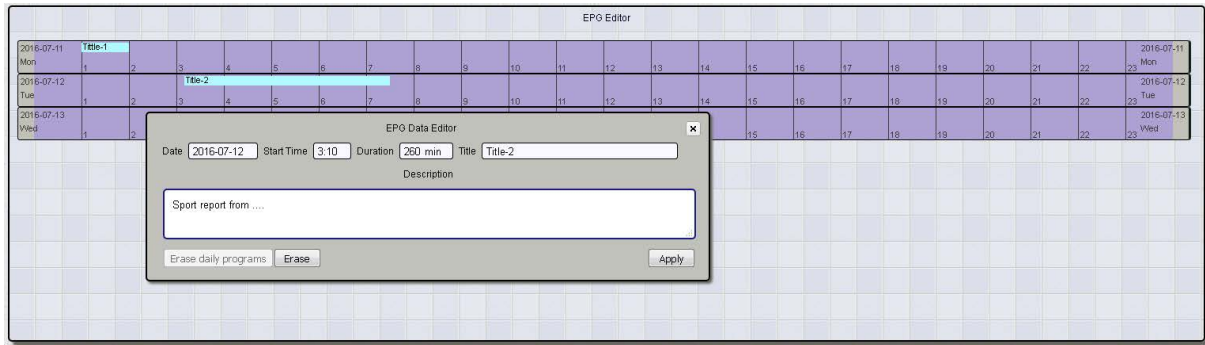 EPG Editor
2016-07-11 Tittle-1 2016-07-11
Mon Mon
1 2 3 4 5 6 7 8 9 10 11 12 13 14 15 16 17 18 19 20 21 22 23
2016-07-12 Title-2 2016-07-12
Tue Tue
1 2 3 4 5 6 7 8 9 10 11 12 13 14 15 16 17 18 19 20 21 22 23
2016-07-13 2016-07-13
Wed Wed
1 2 15 16 17 18 19 20 21 22 23
EPG Data Editor x
Date 2016-07-12 Start Time 3:10 Duration 260 min Title Title-2
Description
Sport report from ....
Erase daily programs Erase Apply